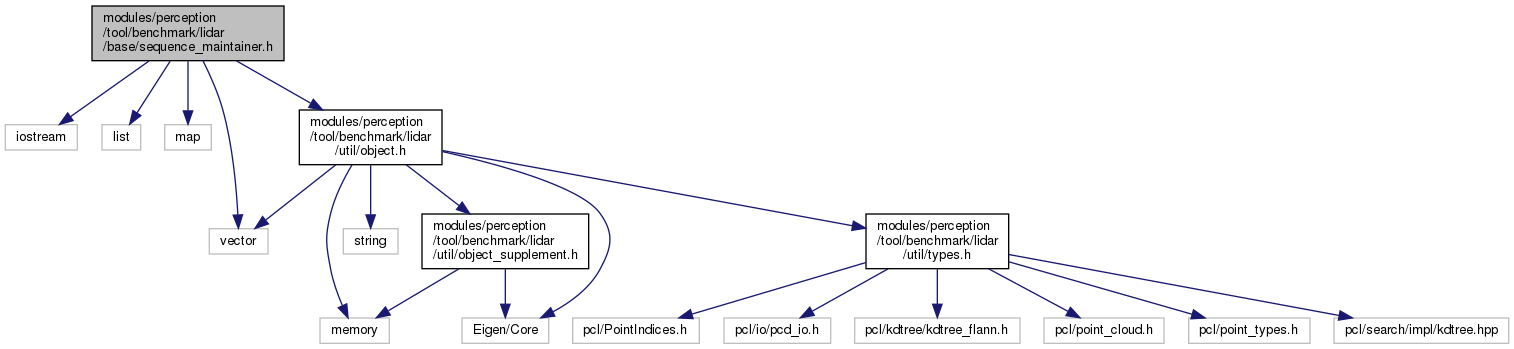 modules/perception
/tool/benchmark/lidar
/base/sequence_maintainer.h
iostream
list
map
modules/perception
/tool/benchmark/lidar
/util/object.h
vector
string
modules/perception
/tool/benchmark/lidar
/util/object_supplement.h
modules/perception
/tool/benchmark/lidar
/util/types.h
memory
Eigen/Core
pcl/PointIndices.h
pcl/io/pcd_io.h
pcl/kdtree/kdtree_flann.h
pcl/point_cloud.h
pcl/point_types.h
pcl/search/impl/kdtree.hpp